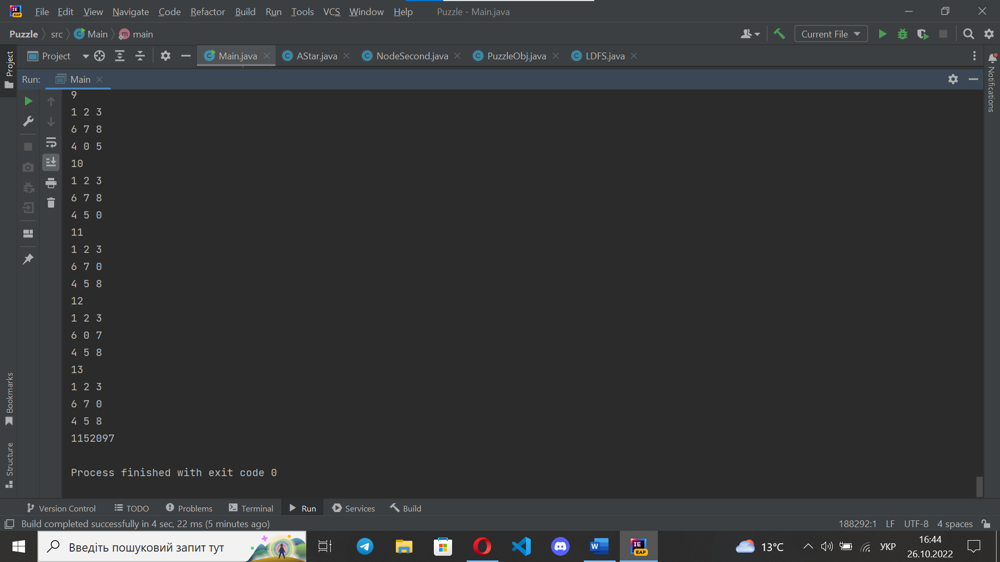 File Edit View Navigate Code Refactor Build Run Tools VCS Window Help Puzzle - Main.java
Puzzle src Main main Current File
Project Project Main.java AStar.java NodeSecond.java PuzzleObj.java LDFS.java
Run: Main
Notifications
9
1 2 3
6 7 8
4 0 5
10
1 2 3
6 7 8
4 5 0
11
1 2 3
6 7 0
4 5 8
12
1 2 3
6 0 7
4 5 8
13
1 2 3
6 7 0
4 5 8
1152097
Process finished with exit code 0
Bookmarks
Structure
Version Control TODO Problems Terminal Run Services Build
Build completed successfully in 4 sec, 22 ms (5 minutes ago) 188292:1 LF UTF-8 4 spaces
Введіть пошуковий запит тут 13°C УКР 16:44
26.10.2022